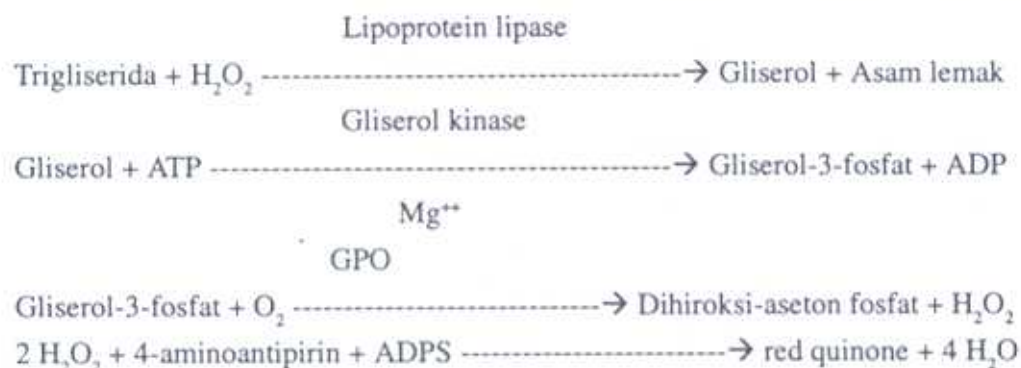 Lipoprotein lipase
Trigliserida + H₂O₂ --------------------------------------------→ Gliserol + Asam lemak
Gliserol kinase
Gliserol + ATP ------------------------------------------------→ Gliserol-3-fosfat + ADP
Mg⁺⁺
GPO
Gliserol-3-fosfat + O₂ --------------------------------→ Dihiroksi-aseton fosfat + H₂O₂
2 H₂O₂ + 4-aminoantipirin + ADPS ---------------------------→ red quinone + 4 H₂O